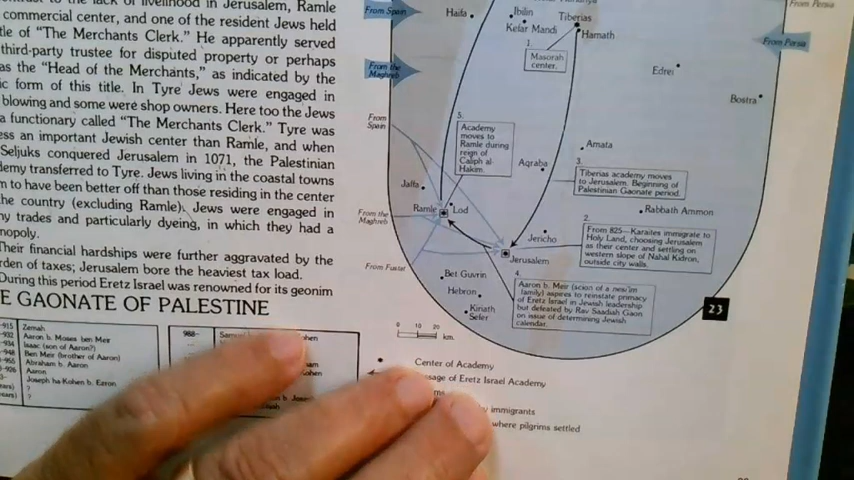 lack of livelihood in Jerusalem, Ramle
commercial center, and one of the resident Jews held
tle of "The Merchants Clerk." He apparently served
third-party trustee for disputed property or perhaps
as the "Head of the Merchants," as indicated by the
ic form of this title. In Tyre Jews were engaged in
blowing and some were shop owners. Here too the Jews
a functionary called "The Merchants Clerk." Tyre was
ess an important Jewish center than Ramle, and when
Seljuks conquered Jerusalem in 1071, the Palestinian
demy transferred to Tyre. Jews living in the coastal towns
m to have been better off than those residing in the center
he country (excluding Ramle). Jews were engaged in
ny trades and particularly dyeing, in which they had a
nopoly.
Their financial hardships were further aggravated by the
rden of taxes; Jerusalem bore the heaviest tax load.
During this period Eretz Israel was renowned for its geonim
E GAONATE OF PALESTINE
-915 Zemah
-932 Aaron b. Moses ben Meir
-934 Isaac (son of Aaron?)
-948 Ben Meir (brother of Aaron)
-955 Abraham b. Aaron
-926 Aaron
Joseph ha-Kohen b. Ezron
ears) ?
ears) ?
988-
ohen
From Spain
From the Maghreb
From Spain
From the Maghreb
From Fustat
From Persia
From Persia
Haifa
Ibilin
Kefar Mandi
Tiberias
Hamath
1.
Masorah
center.
Edrei
Bostra
5.
Academy
moves to
Ramle during
reign of
Caliph al-
Hakim.
Amata
Aqraba
3.
Tiberias academy moves
to Jerusalem. Beginning of
Palestinian Gaonate period.
Jaffa
Ramle
Lod
Rabbath Ammon
2.
From 825— Karaites immigrate to
Holy Land, choosing Jerusalem
as their center and settling on
western slope of Nahal Kidron,
outside city walls.
Jericho
Jerusalem
4.
Aaron b. Meir (scion of a nesi'im
family) aspires to reinstate primacy
of Eretz Israel in Jewish leadership
but defeated by Rav Saadiah Gaon
on issue of determining Jewish
calendar.
Bet Guvrin
Hebron
Kiriath
Sefer
23
0 10 20
km.
Center of Academy
ssage of Eretz Israel Academy
immigrants
where pilgrims settled